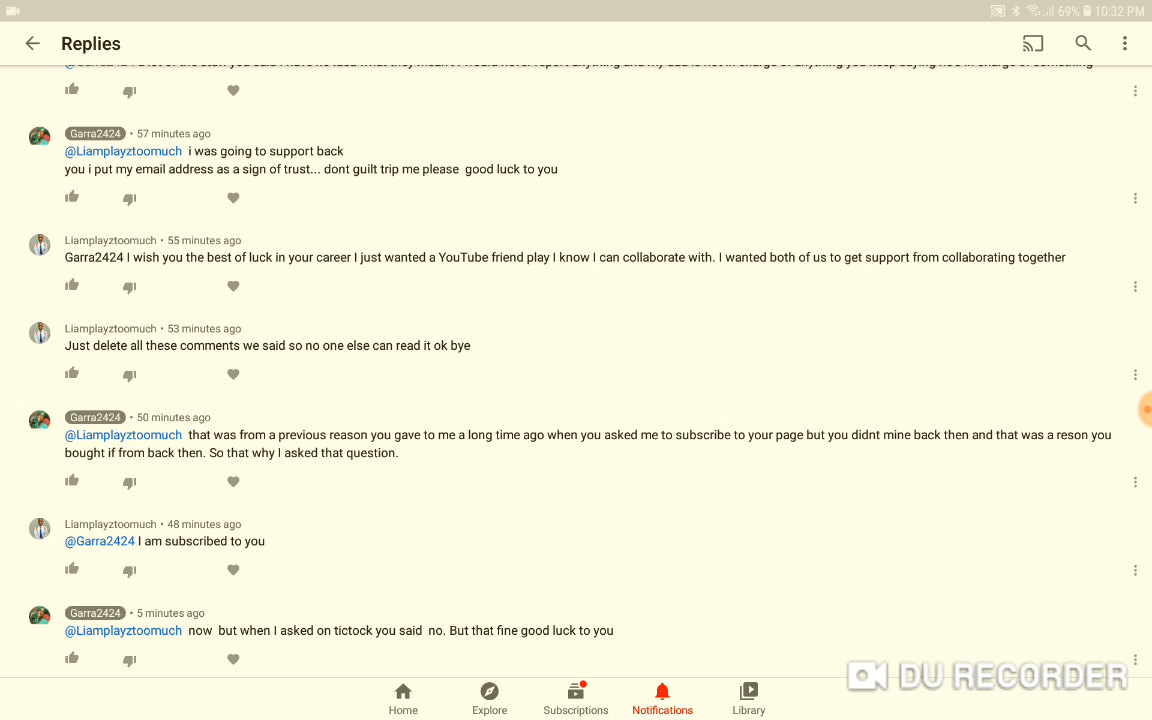 69% 10:32 PM
Replies
Garra2424 • 57 minutes ago
@Liamplayztoomuch i was going to support back
you i put my email address as a sign of trust... dont guilt trip me please good luck to you
Liamplayztoomuch • 55 minutes ago
Garra2424 I wish you the best of luck in your career I just wanted a YouTube friend play I know I can collaborate with. I wanted both of us to get support from collaborating together
Liamplayztoomuch • 53 minutes ago
Just delete all these comments we said so no one else can read it ok bye
Garra2424 • 50 minutes ago
@Liamplayztoomuch that was from a previous reason you gave to me a long time ago when you asked me to subscribe to your page but you didnt mine back then and that was a reson you
bought if from back then. So that why I asked that question.
Liamplayztoomuch • 48 minutes ago
@Garra2424 I am subscribed to you
Garra2424 • 5 minutes ago
@Liamplayztoomuch now but when I asked on tictock you said no. But that fine good luck to you
DU RECORDER
Home Explore Subscriptions Notifications Library